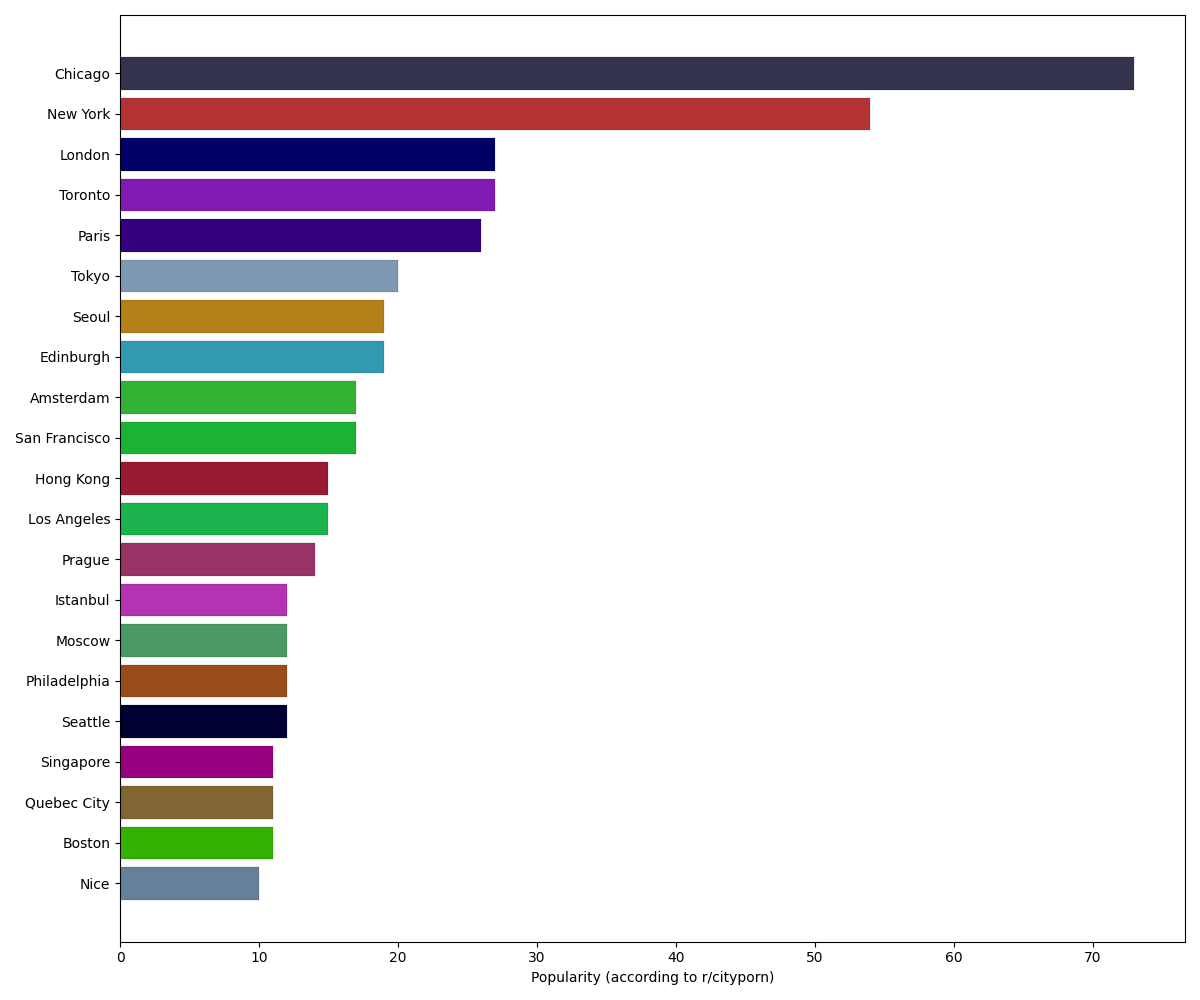 Chicago
New York
London
Toronto
Paris
Tokyo
Seoul
Edinburgh
Amsterdam
San Francisco
Hong Kong
Los Angeles
Prague
Istanbul
Moscow
Philadelphia
Seattle
Singapore
Quebec City
Boston
Nice
0 10 20 30 40 50 60 70
Popularity (according to r/cityporn)